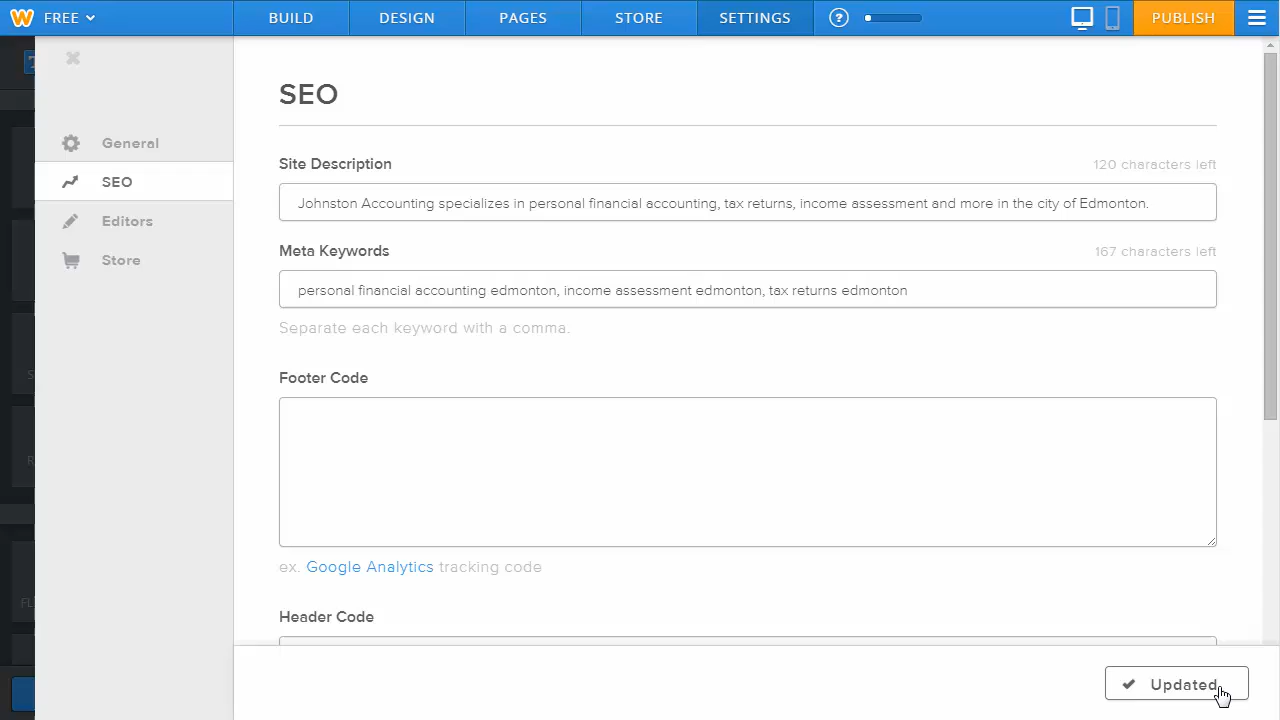 FREE BUILD DESIGN PAGES STORE SETTINGS ? PUBLISH
General
SEO
Editors
Store
SEO
Site Description 120 characters left
Johnston Accounting specializes in personal financial accounting, tax returns, income assessment and more in the city of Edmonton.
Meta Keywords 167 characters left
personal financial accounting edmonton, income assessment edmonton, tax returns edmonton
Separate each keyword with a comma.
Footer Code
ex. Google Analytics tracking code
Header Code
Updated